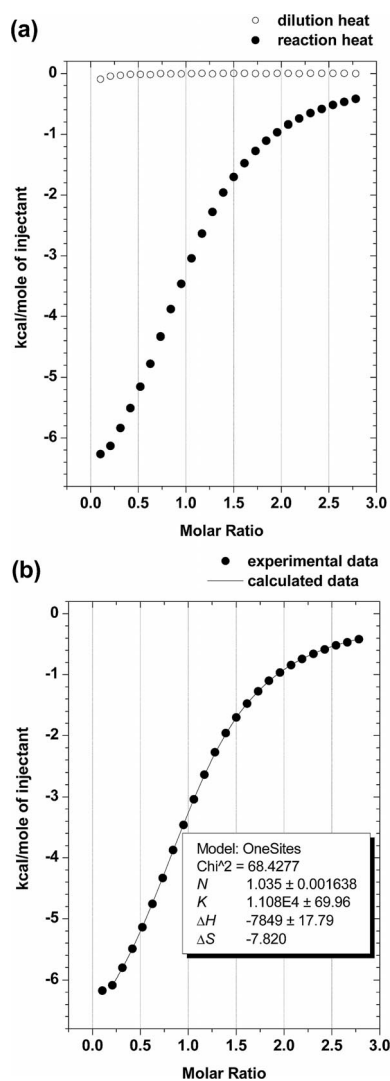 (a)
dilution heat
reaction heat
0
-1
-2
-3
-4
-5
-6
kcal/mole of injectant
0.0 0.5 1.0 1.5 2.0 2.5 3.0
Molar Ratio
(b)
experimental data
calculated data
0
-1
-2
-3
-4
-5
-6
kcal/mole of injectant
Model: OneSites
Chi^2 = 68.4277
N 1.035 ± 0.001638
K 1.108E4 ± 69.96
ΔH -7849 ± 17.79
ΔS -7.820
0.0 0.5 1.0 1.5 2.0 2.5 3.0
Molar Ratio